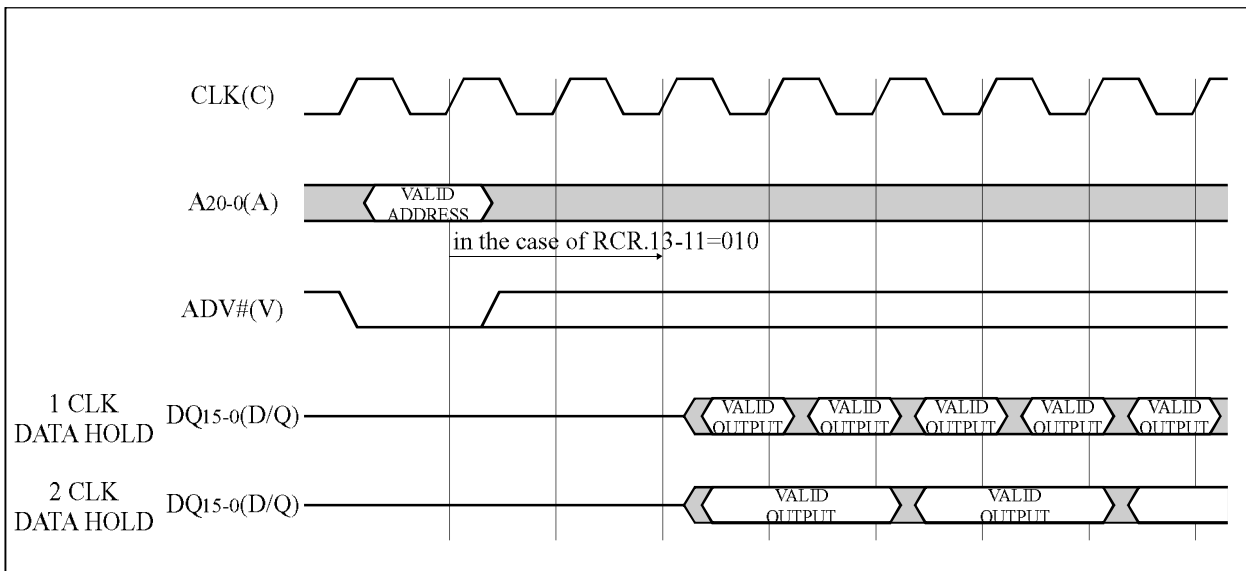 CLK(C)
A20-0(A)
VALID
ADDRESS
in the case of RCR.13-11=010
ADV#(V)
1 CLK
DATA HOLD
DQ15-0(D/Q)
VALID
OUTPUT
VALID
OUTPUT
VALID
OUTPUT
VALID
OUTPUT
VALID
OUTPUT
2 CLK
DATA HOLD
DQ15-0(D/Q)
VALID
OUTPUT
VALID
OUTPUT